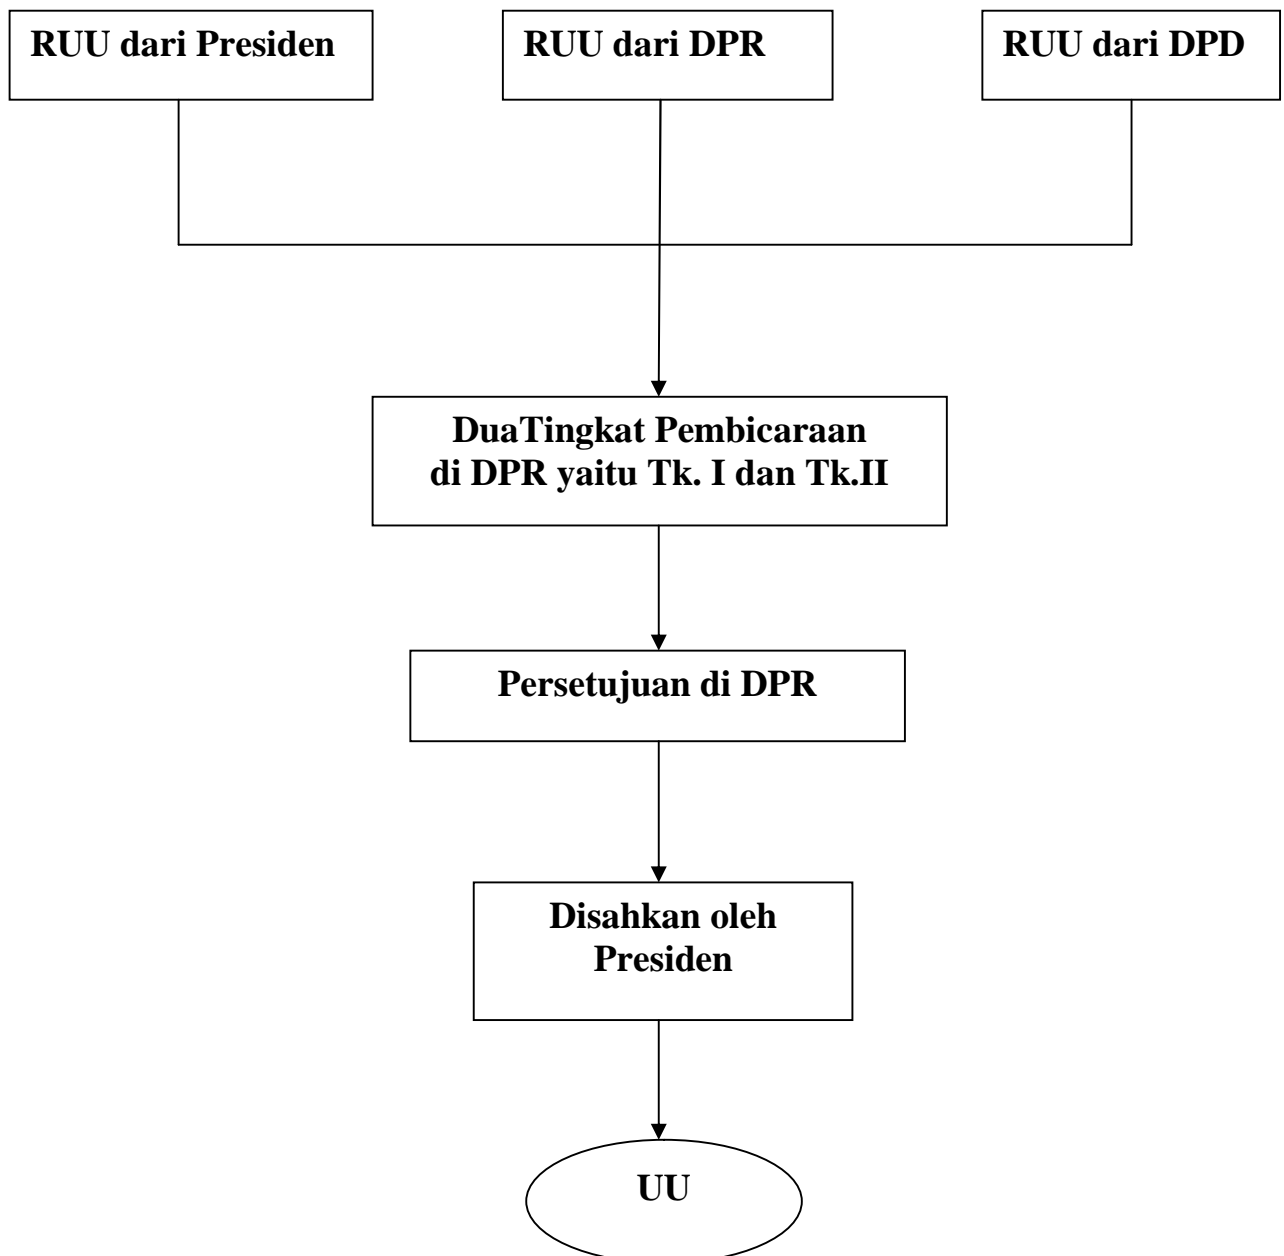 RUU dari Presiden
RUU dari DPR
RUU dari DPD
DuaTingkat Pembicaraan
di DPR yaitu Tk. I dan Tk.II
Persetujuan di DPR
Disahkan oleh
Presiden
UU